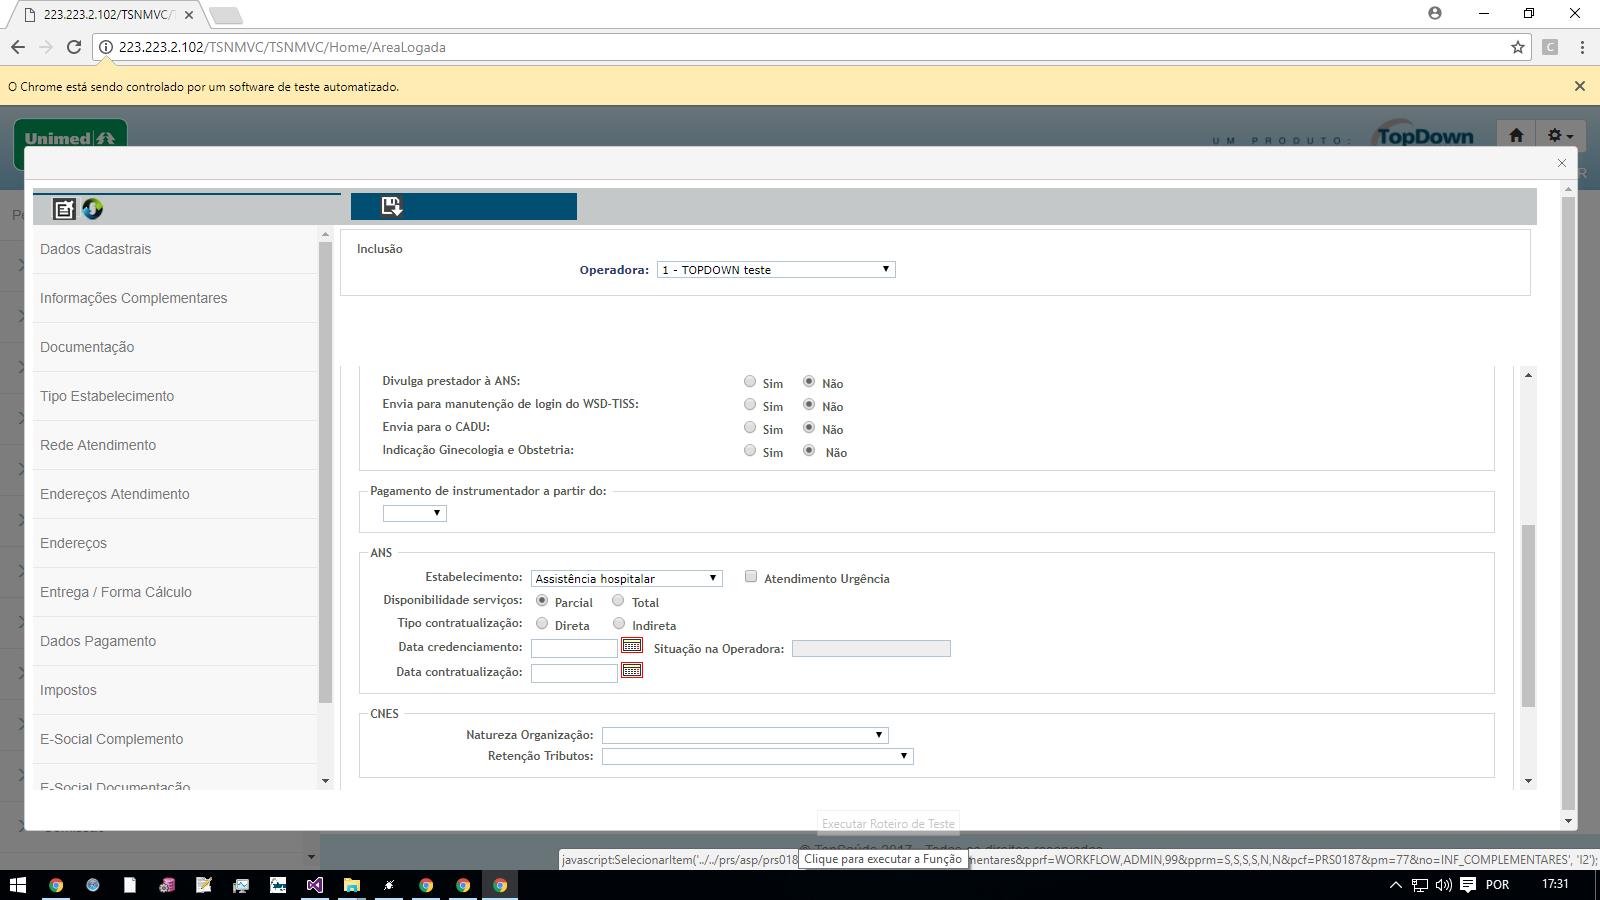 223.223.2.102/TSNMVC/T
223.223.2.102/TSNMVC/TSNMVC/Home/AreaLogada
C
O Chrome está sendo controlado por um software de teste automatizado.
Unimed
UM PRODUTO:
TopDown
R
Pe
Inclusão
Operadora: 1 - TOPDOWN teste
Dados Cadastrais
Informações Complementares
Documentação
Tipo Estabelecimento
Rede Atendimento
Endereços Atendimento
Endereços
Entrega / Forma Cálculo
Dados Pagamento
Impostos
E-Social Complemento
E-Social Documentação
Divulga prestador à ANS: Sim Não
Envia para manutenção de login do WSD-TISS: Sim Não
Envia para o CADU: Sim Não
Indicação Ginecologia e Obstetria: Sim Não
Pagamento de instrumentador a partir do:
ANS
Estabelecimento: Assistência hospitalar Atendimento Urgência
Disponibilidade serviços: Parcial Total
Tipo contratualização: Direta Indireta
Data credenciamento: Situação na Operadora:
Data contratualização:
CNES
Natureza Organização:
Retenção Tributos:
Executar Roteiro de Teste
javascript:SelecionarItem('../../prs/asp/prs018
Clique para executar a Função
mentares&pprf=WORKFLOW,ADMIN,99&pprm=S,S,S,S,N,N&pcf=PRS0187&pm=77&no=INF_COMPLEMENTARES', 'I2');
POR
17:31